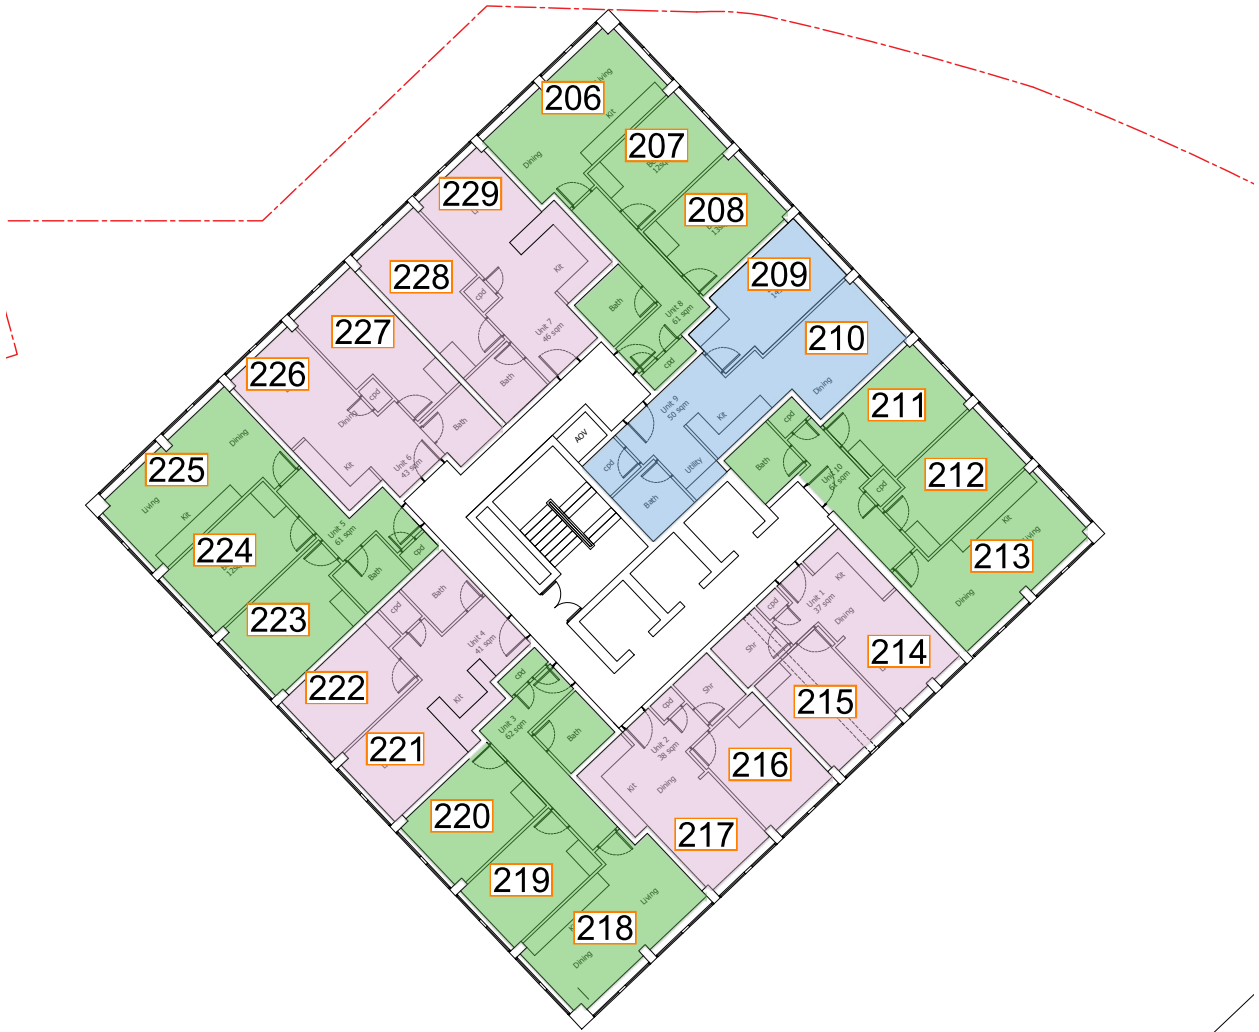 206
Living
Kit
Dining
207
12sq
208
229
209
228
cpd
Kit
Bath
Unit 8
61 sqm
Unit 7
46 sqm
210
227
cpd
Bath
226
Dining
cpd
Unit 9
50 sqm
Kit
Dining
211
Bath
AOV
cpd
Dining
225
Kit
Unit 6
43 sqm
cpd
Utility
Bath
Bath
Unit 10
61 sqm
212
cpd
Living
Kit
Unit 5
61 sqm
Kit
Living
224
12sq
cpd
Bath
213
Dining
223
cpd
Bath
Kit
Unit 1
37 sqm
cpd
Dining
Unit 4
41 sqm
Shr
214
222
cpd
Shr
cpd
215
Kit
Unit 3
62 sqm
Bath
Unit 2
38 sqm
221
Kit
Dining
216
220
217
219
Living
218
Dining